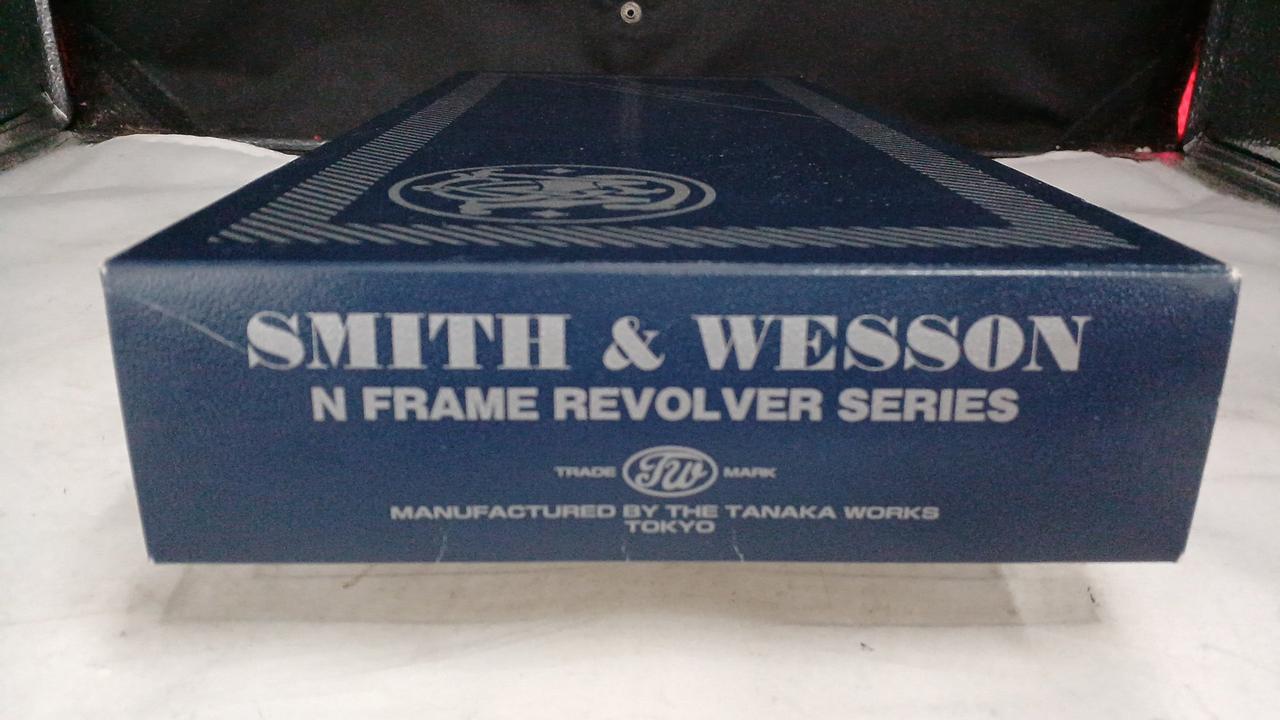 SMITH & WESSON
N FRAME REVOLVER SERIES
TRADE TW MARK
MANUFACTURED BY THE TANAKA WORKS
TOKYO